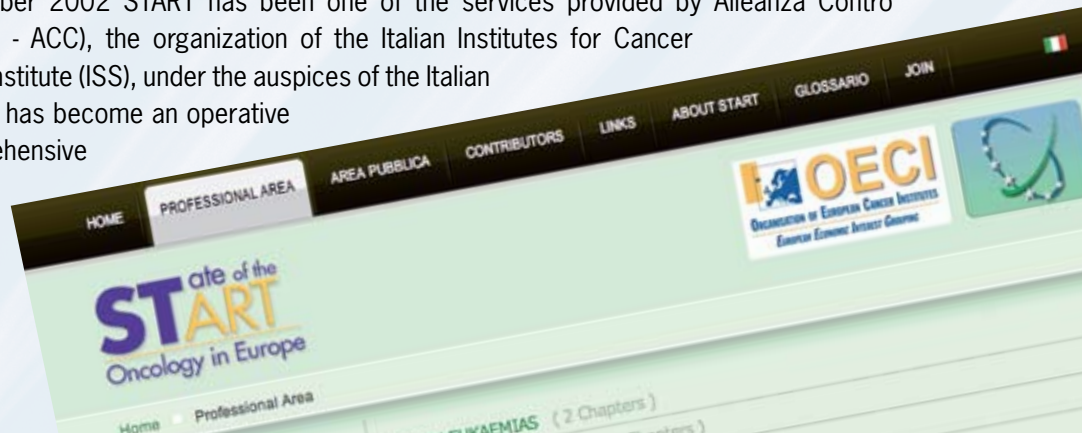 ber 2002 START has been one of the services provided by Alleanza Contro
- ACC), the organization of the Italian Institutes for Cancer
nstitute (ISS), under the auspices of the Italian
has become an operative
ehensive
HOME
PROFESSIONAL AREA
AREA PUBBLICA
CONTRIBUTORS
LINKS
ABOUT START
GLOSSARIO
JOIN
OECI
ORGANISATION OF EUROPEAN CANCER INSTITUTES
EUROPEAN ECONOMIC INTEREST GROUPING
STate of the
START
Oncology in Europe
Home Professional Area
LEUKAEMIAS ( 2 Chapters )
pters )